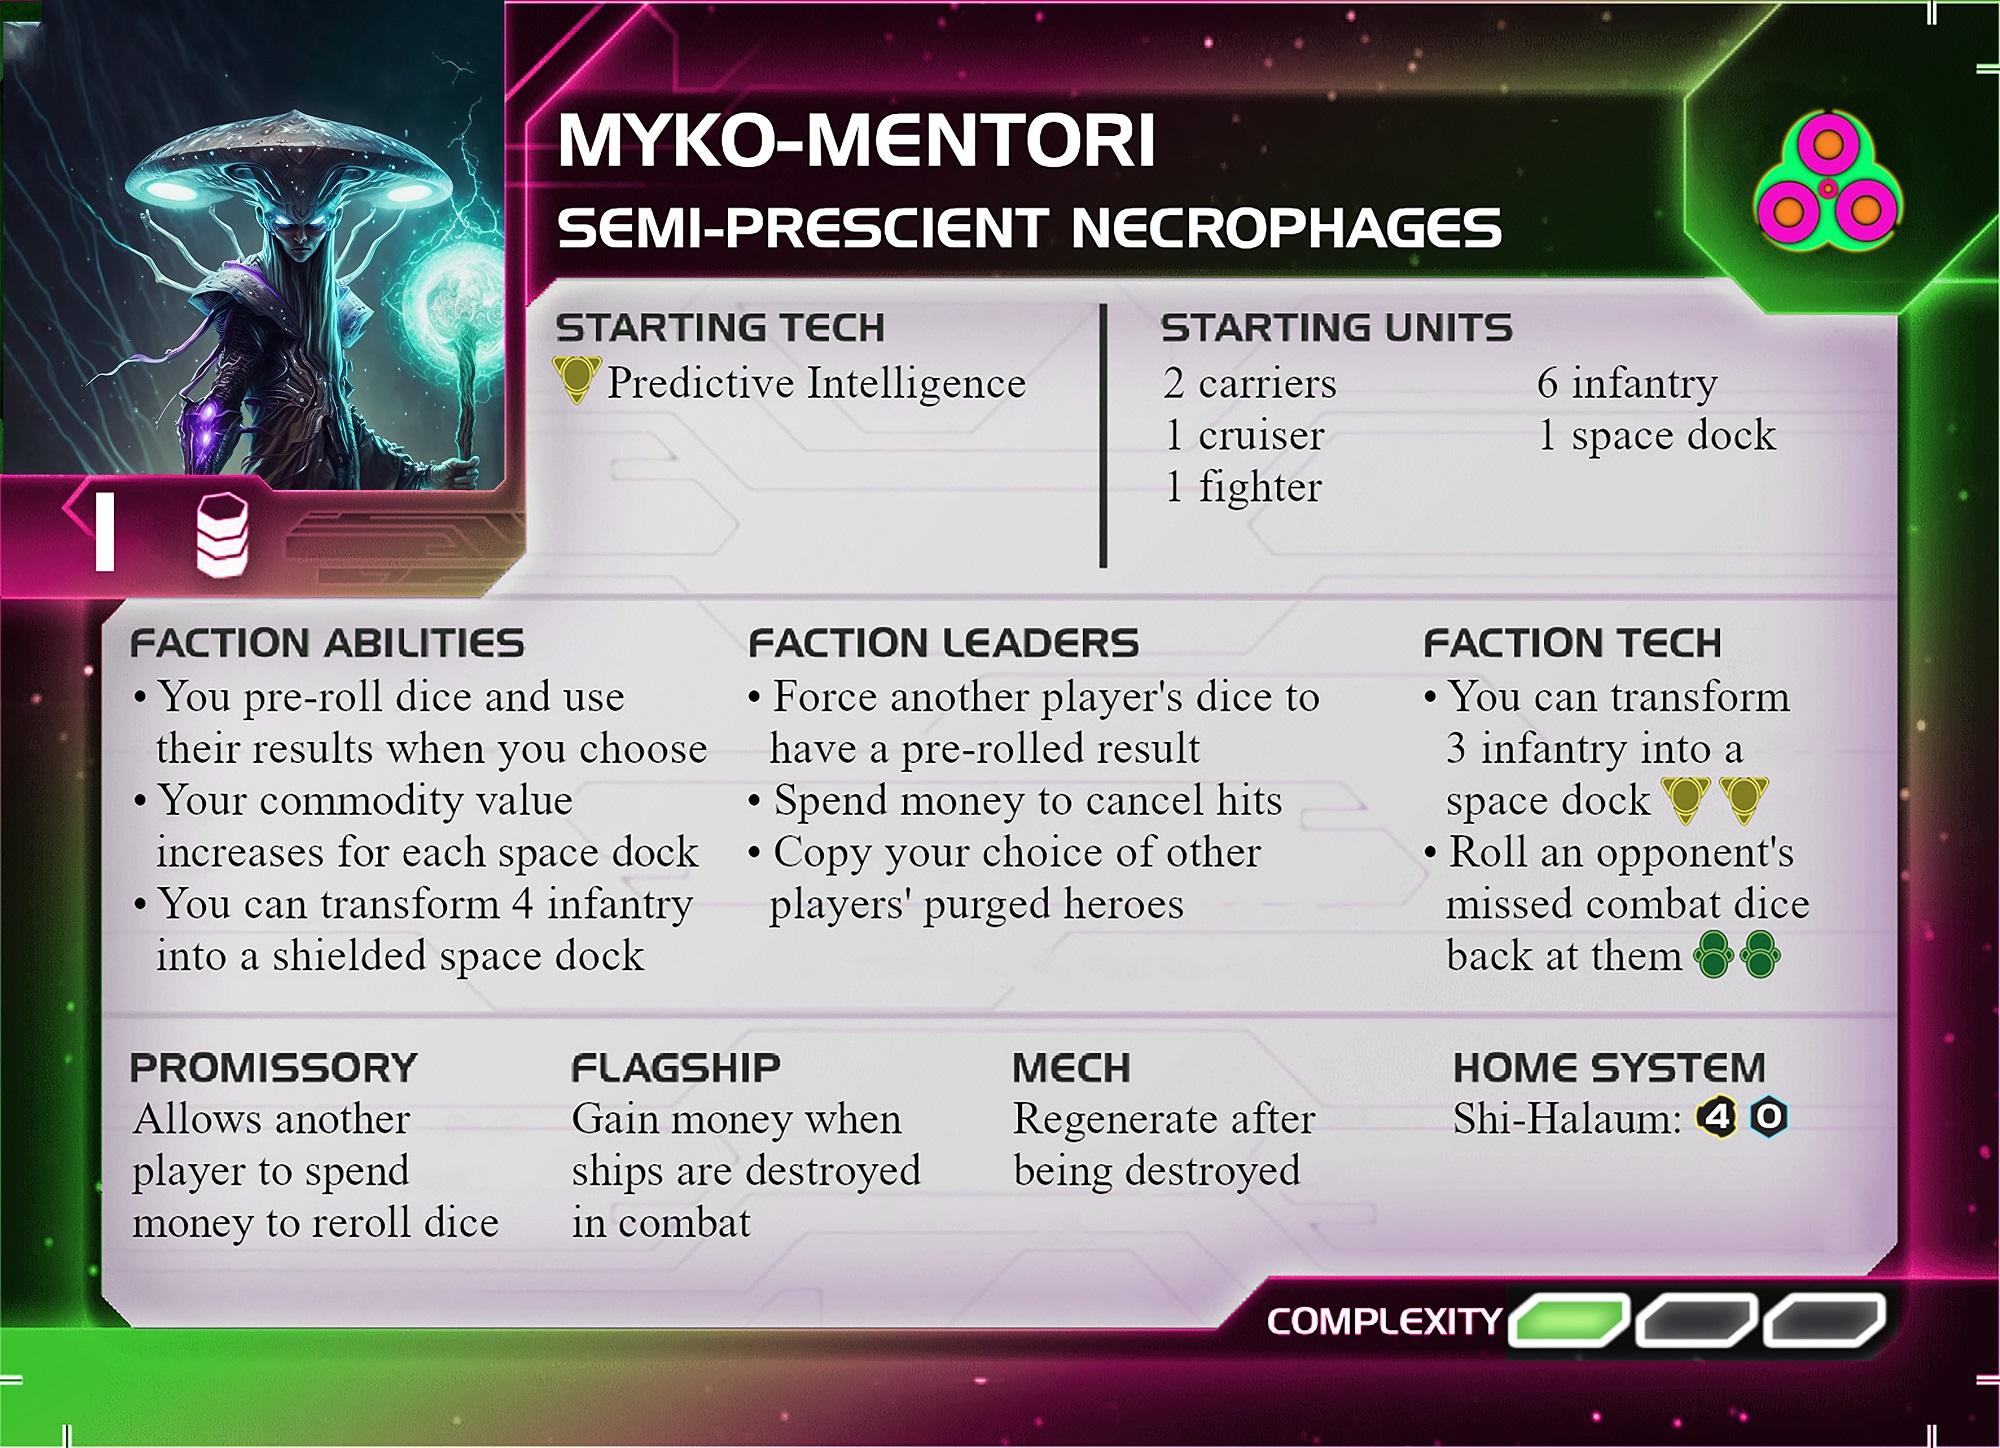 MYKO-MENTORI
SEMI-PRESCIENT NECROPHAGES
STARTING TECH
Predictive Intelligence
STARTING UNITS
2 carriers
1 cruiser
1 fighter
6 infantry
1 space dock
1
FACTION ABILITIES
• You pre-roll dice and use
their results when you choose
• Your commodity value
increases for each space dock
• You can transform 4 infantry
into a shielded space dock
FACTION LEADERS
• Force another player's dice to
have a pre-rolled result
• Spend money to cancel hits
• Copy your choice of other
players' purged heroes
FACTION TECH
• You can transform
3 infantry into a
space dock
• Roll an opponent's
missed combat dice
back at them
PROMISSORY
Allows another
player to spend
money to reroll dice
FLAGSHIP
Gain money when
ships are destroyed
in combat
MECH
Regenerate after
being destroyed
HOME SYSTEM
Shi-Halaum: 4 0
COMPLEXITY